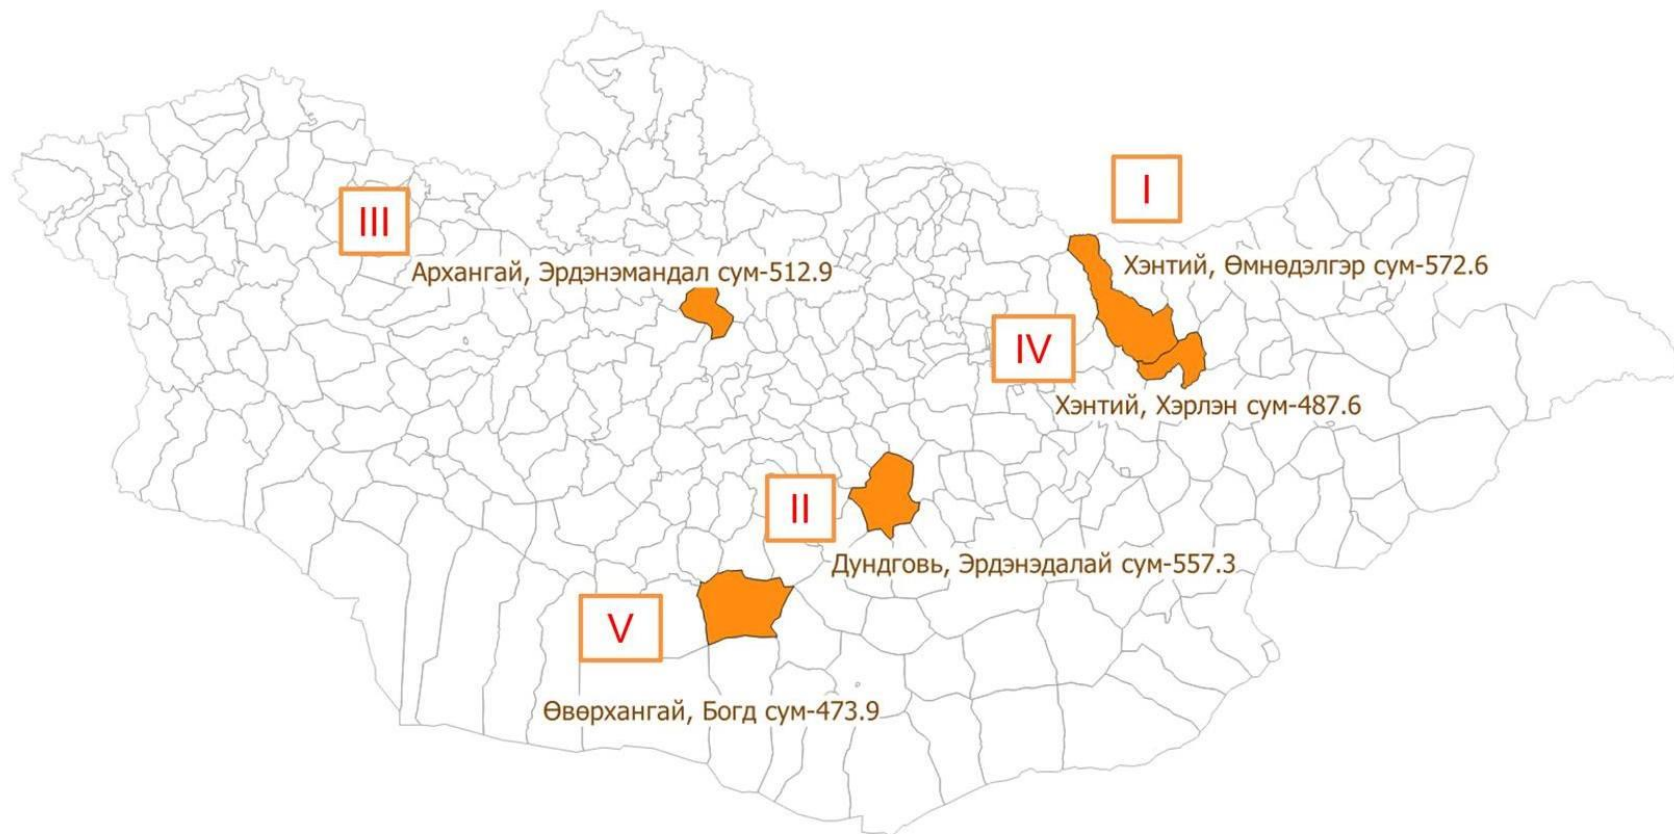 I
III
Хэнтий, Өмнөдэлгэр сум-572.6
Архангай, Эрдэнэмандал сум-512.9
IV
Хэнтий, Хэрлэн сум-487.6
II
Дундговь, Эрдэнэдалай сум-557.3
V
Өвөрхангай, Богд сум-473.9